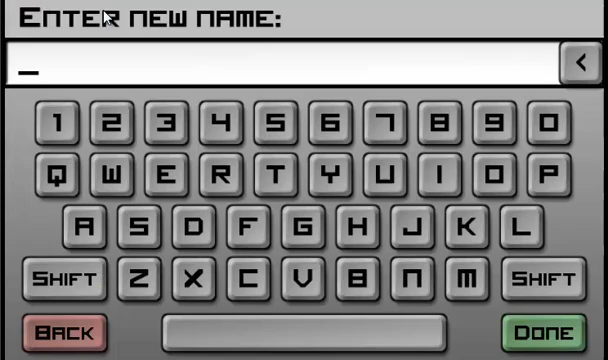 Enter new name:
_
<
1 2 3 4 5 6 7 8 9 0
Q W E R T Y U I O P
A S D F G H J K L
Shift Z X C V B N M Shift
Back Done